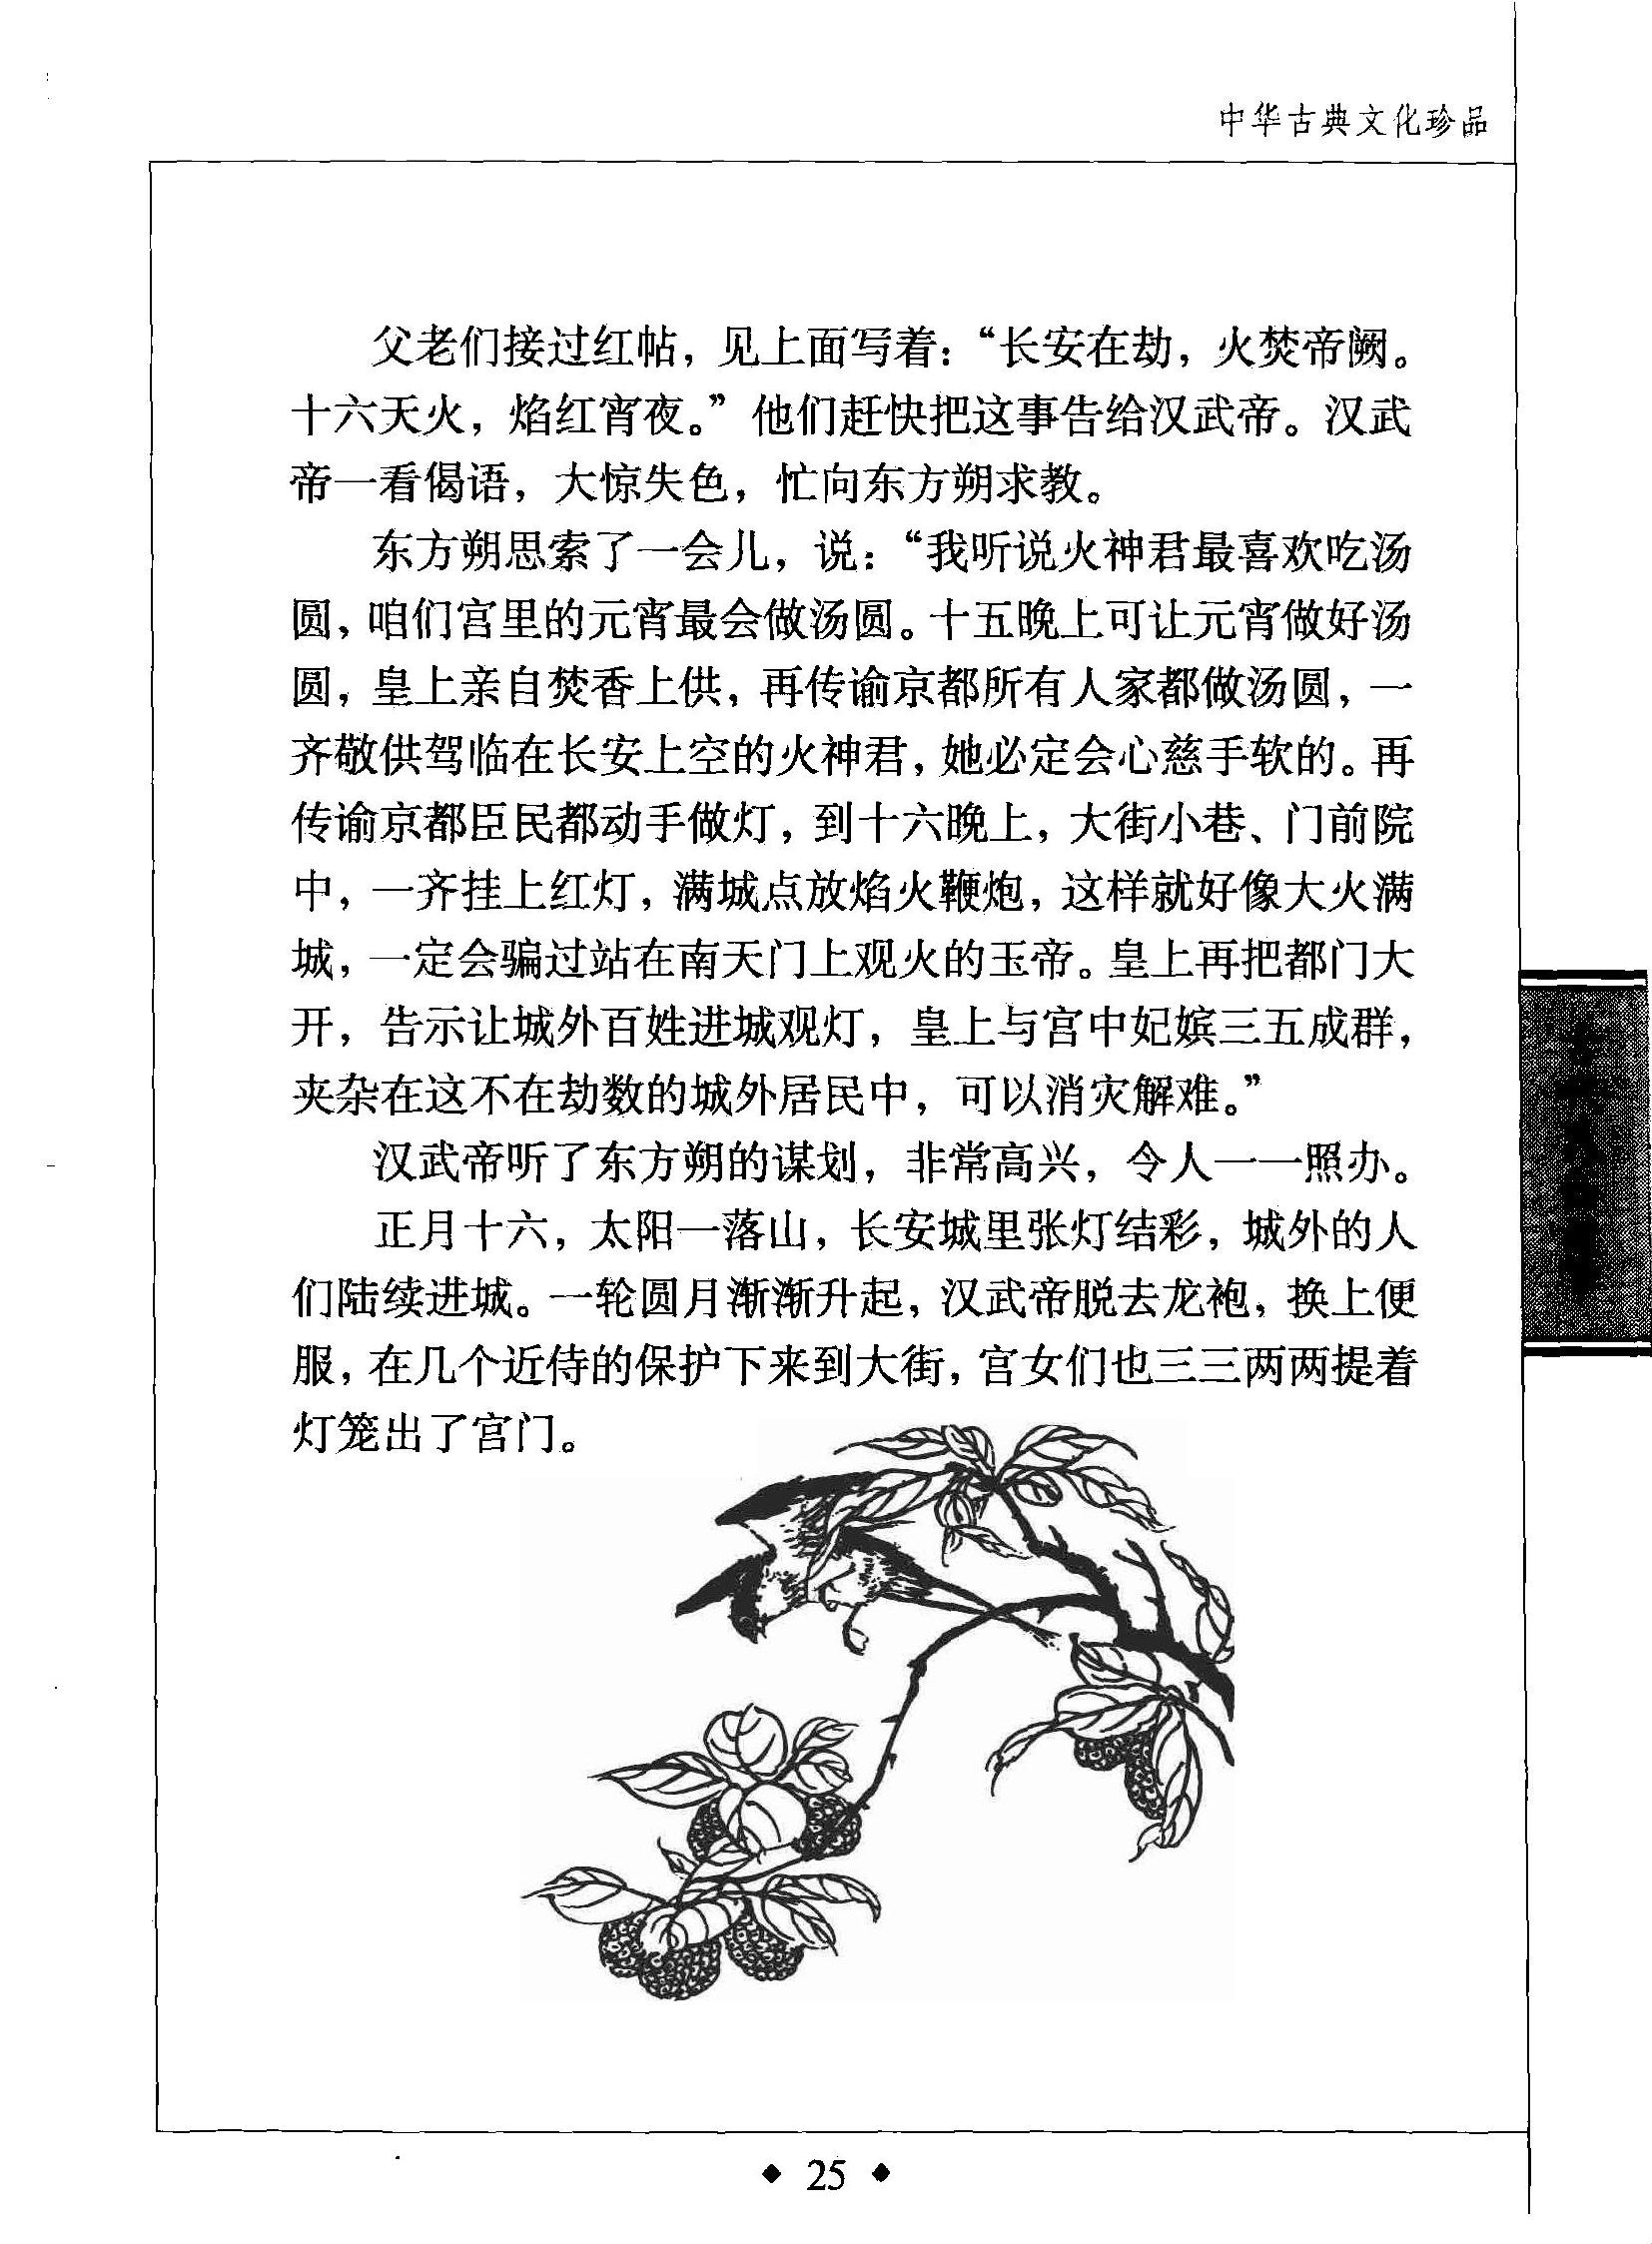 中华古典文化珍品
父老们接过红帖，见上面写着：“长安在劫，火焚帝阙。
十六天火，焰红宵夜。”他们赶快把这事告给汉武帝。汉武
帝一看偈语，大惊失色，忙向东方朔求教。
东方朔思索了一会儿，说：“我听说火神君最喜欢吃汤
圆，咱们宫里的元宵最会做汤圆。十五晚上可让元宵做好汤
圆，皇上亲自焚香上供，再传谕京都所有人家都做汤圆，一
齐敬供驾临在长安上空的火神君，她必定会心慈手软的。再
传谕京都臣民都动手做灯，到十六晚上，大街小巷、门前院
中，一齐挂上红灯，满城点放焰火鞭炮，这样就好像大火满
城，一定会骗过站在南天门上观火的玉帝。皇上再把都门大
开，告示让城外百姓进城观灯，皇上与宫中妃嫔三五成群，
夹杂在这不在劫数的城外居民中，可以消灾解难。”
汉武帝听了东方朔的谋划，非常高兴，令人一一照办。
正月十六，太阳一落山，长安城里张灯结彩，城外的人
们陆续进城。一轮圆月渐渐升起，汉武帝脱去龙袍，换上便
服，在几个近侍的保护下来到大街，宫女们也三三两两提着
灯笼出了宫门。
◆ 25 ◆